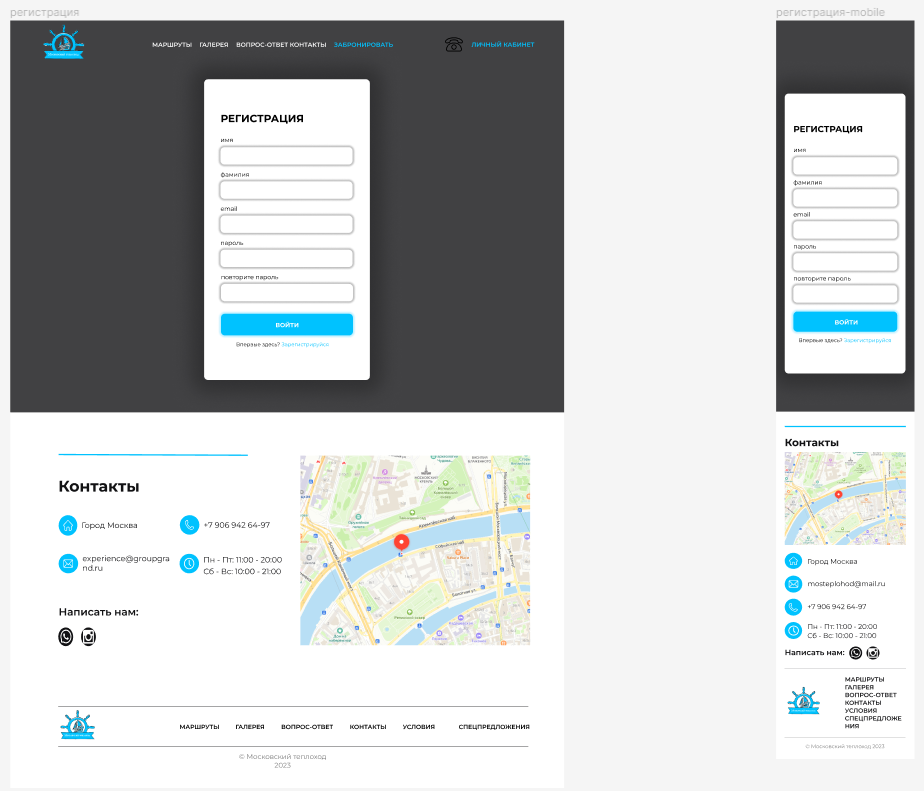 регистрация
МАРШРУТЫ ГАЛЕРЕЯ ВОПРОС-ОТВЕТ КОНТАКТЫ ЗАБРОНИРОВАТЬ ЛИЧНЫЙ КАБИНЕТ
РЕГИСТРАЦИЯ
имя
фамилия
email
пароль
повторите пароль
ВОЙТИ
Впервые здесь? Зарегистрируйся
Контакты
Город Москва
+7 906 942 64-97
experience@groupgra
nd.ru
Пн - Пт: 11:00 - 20:00
Сб - Вс: 10:00 - 21:00
Написать нам:
МАРШРУТЫ ГАЛЕРЕЯ ВОПРОС-ОТВЕТ КОНТАКТЫ УСЛОВИЯ СПЕЦПРЕДЛОЖЕНИЯ
© Московский теплоход
2023
регистрация-mobile
РЕГИСТРАЦИЯ
имя
фамилия
email
пароль
повторите пароль
ВОЙТИ
Впервые здесь? Зарегистрируйся
Контакты
Город Москва
mosteplohod@mail.ru
+7 906 942 64-97
Пн - Пт: 11:00 - 20:00
Сб - Вс: 10:00 - 21:00
Написать нам:
МАРШРУТЫ
ГАЛЕРЕЯ
ВОПРОС-ОТВЕТ
КОНТАКТЫ
УСЛОВИЯ
СПЕЦПРЕДЛОЖЕ
НИЯ
© Московский теплоход 2023